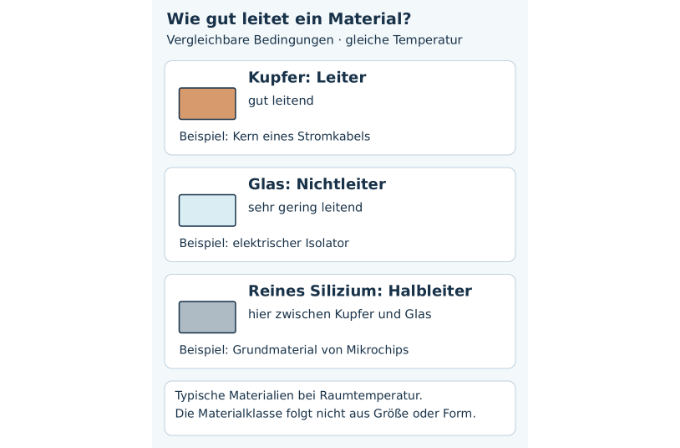 Wie gut leitet ein Material?
Vergleichbare Bedingungen · gleiche Temperatur
Kupfer: Leiter
gut leitend
Beispiel: Kern eines Stromkabels
Glas: Nichtleiter
sehr gering leitend
Beispiel: elektrischer Isolator
Reines Silizium: Halbleiter
hier zwischen Kupfer und Glas
Beispiel: Grundmaterial von Mikrochips
Typische Materialien bei Raumtemperatur.
Die Materialklasse folgt nicht aus Größe oder Form.